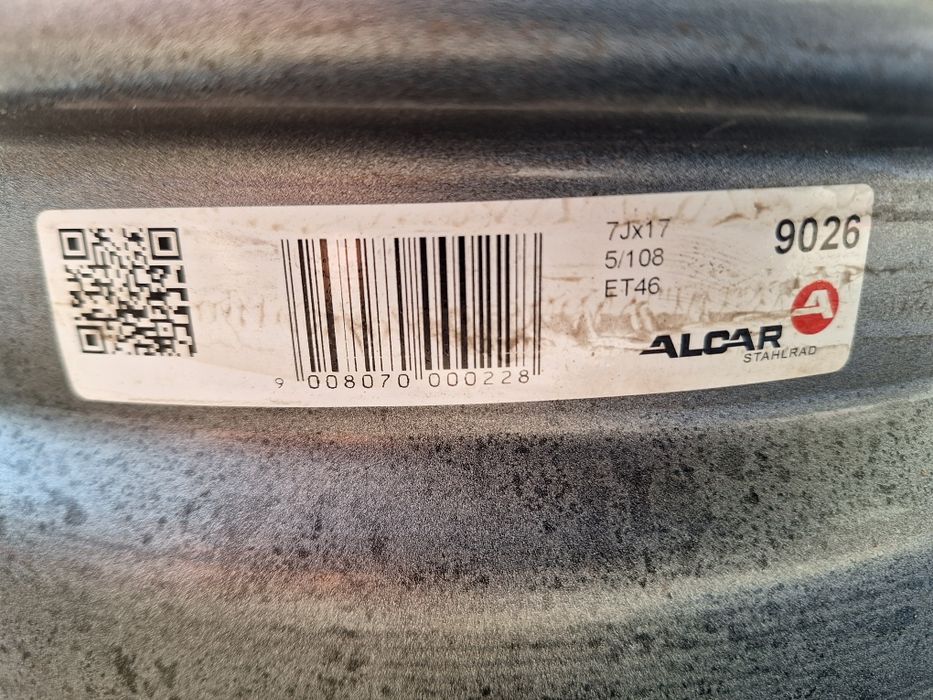 7Jx17
5/108
ET46
9026
ALCAR
STAHLRAD
9 008070 000228